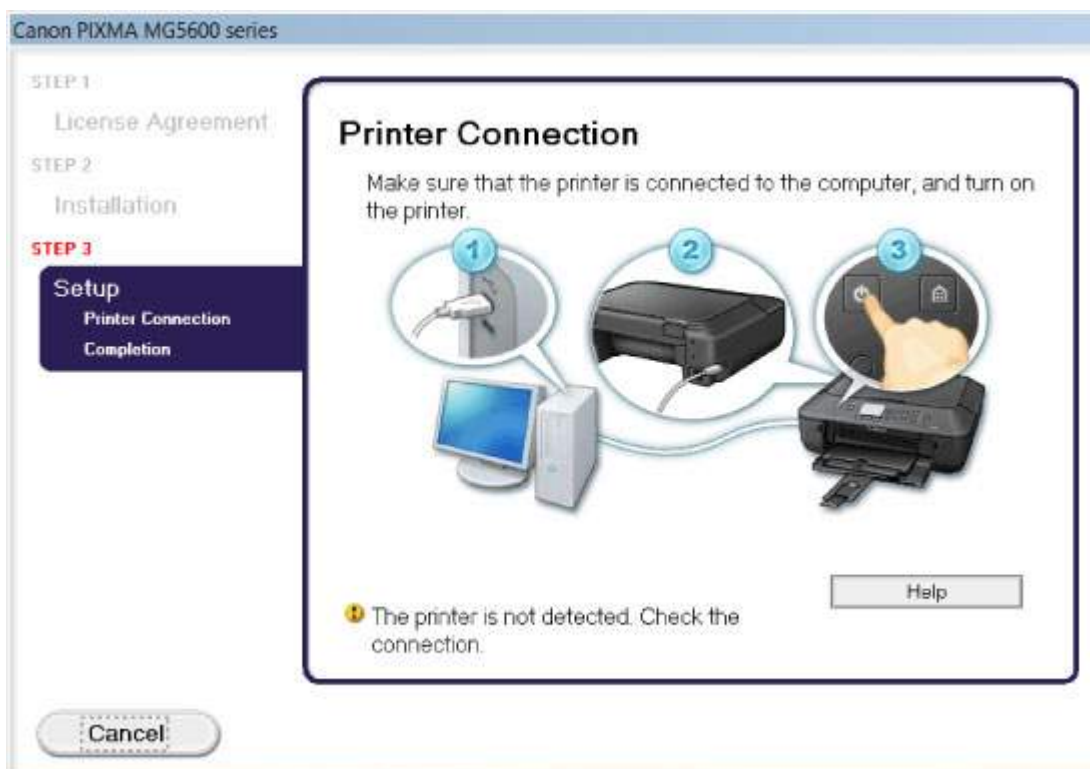 Canon PIXMA MG5600 series
STEP 1
License Agreement
STEP 2
Installation
STEP 3
Setup
Printer Connection
Completion
Printer Connection
Make sure that the printer is connected to the computer, and turn on
the printer.
1
2
3
Help
The printer is not detected. Check the
connection.
Cancel